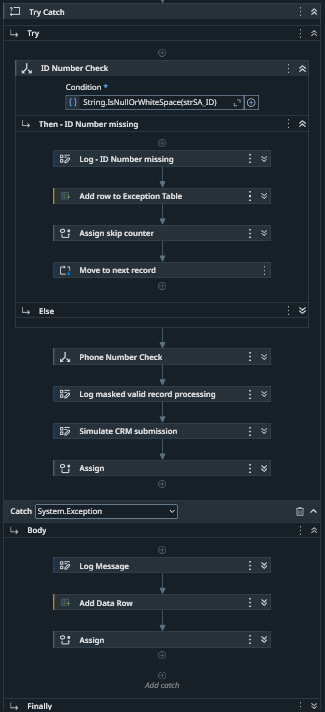 Try Catch
Try
ID Number Check
Condition *
String.IsNullOrWhiteSpace(strSA_ID)
Then - ID Number missing
Log - ID Number missing
Add row to Exception Table
Assign skip counter
Move to next record
Else
Phone Number Check
Log masked valid record processing
Simulate CRM submission
Assign
Catch System.Exception
Body
Log Message
Add Data Row
Assign
Add catch
Finally